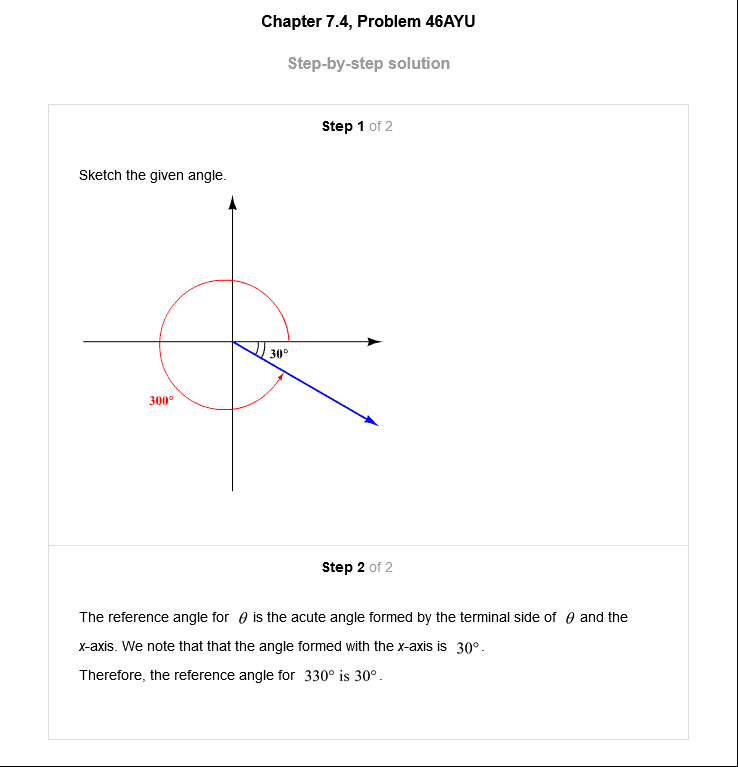 Chapter 7.4, Problem 46AYU
Step-by-step solution
Step 1 of 2
Sketch the given angle.
30°
300°
Step 2 of 2
The reference angle for θ is the acute angle formed by the terminal side of θ and the
x-axis. We note that that the angle formed with the x-axis is 30°.
Therefore, the reference angle for 330° is 30°.